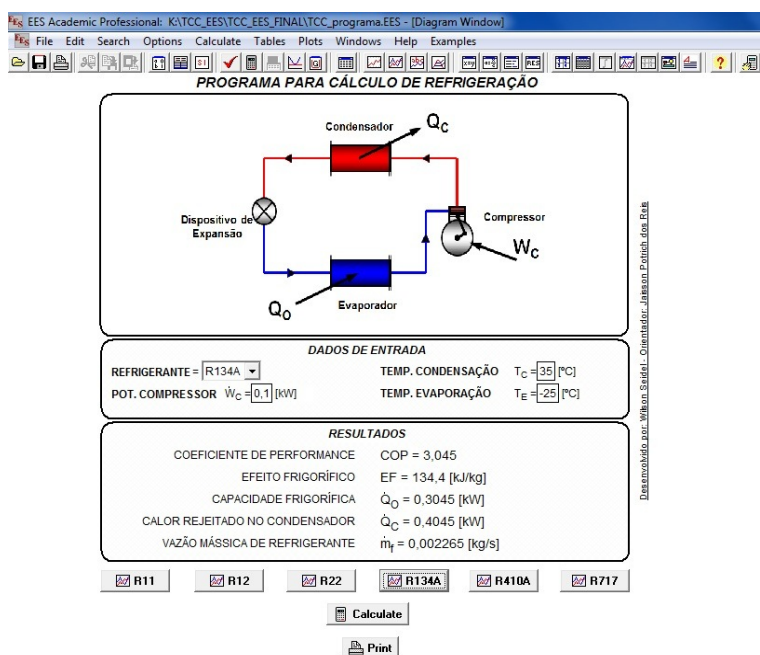 EES Academic Professional: K:\TCC_EES\TCC_EES_FINAL\TCC_programa.EES - [Diagram Window]
File Edit Search Options Calculate Tables Plots Windows Help Examples
PROGRAMA PARA CÁLCULO DE REFRIGERAÇÃO
Condensador
Q_C
Dispositivo de
Expansão
Compressor
W_C
Q_O
Evaporador
Desenvolvido por: Wilson Seidel - Orientador: Jaisson Potrich dos Reis
DADOS DE ENTRADA
REFRIGERANTE = R134A TEMP. CONDENSAÇÃO T_C = 35 [ºC]
POT. COMPRESSOR Ẇ_C = 0,1 [kW] TEMP. EVAPORAÇÃO T_E = -25 [ºC]
RESULTADOS
COEFICIENTE DE PERFORMANCE COP = 3,045
EFEITO FRIGORÍFICO EF = 134,4 [kJ/kg]
CAPACIDADE FRIGORÍFICA Q̇_O = 0,3045 [kW]
CALOR REJEITADO NO CONDENSADOR Q̇_C = 0,4045 [kW]
VAZÃO MÁSSICA DE REFRIGERANTE ṁ_f = 0,002265 [kg/s]
R11 R12 R22 R134A R410A R717
Calculate
Print